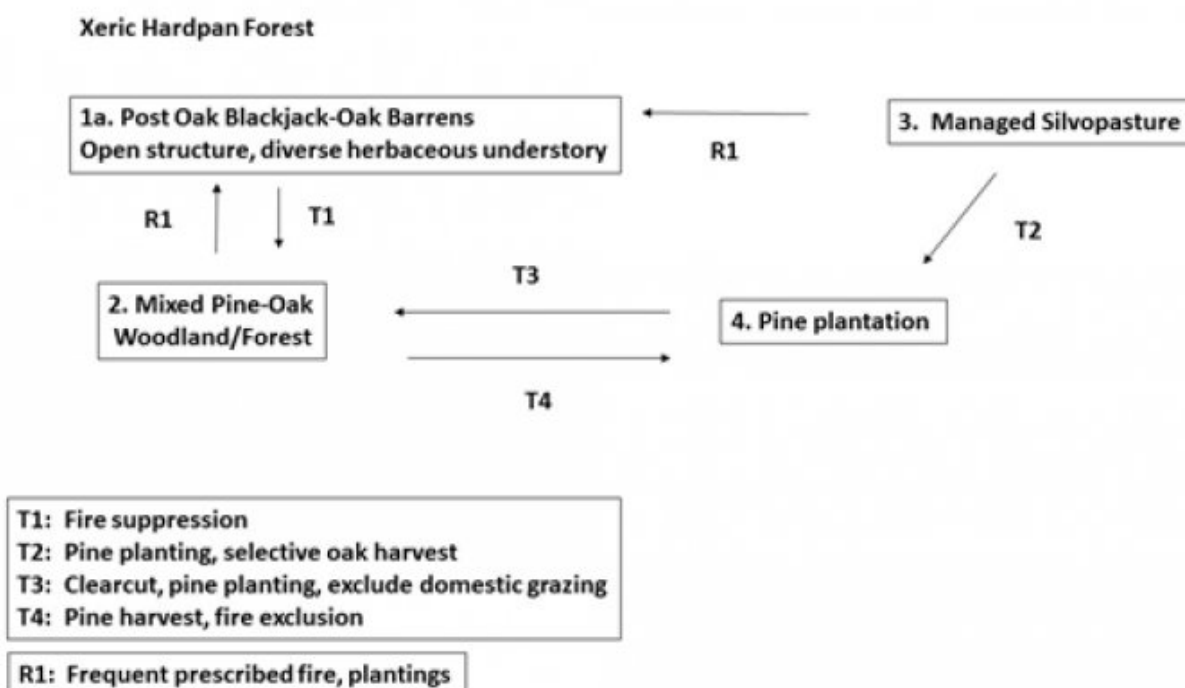 Xeric Hardpan Forest
1a. Post Oak Blackjack-Oak Barrens
Open structure, diverse herbaceous understory
3. Managed Silvopasture
R1
R1
T1
T2
2. Mixed Pine-Oak
Woodland/Forest
T3
4. Pine plantation
T4
T1: Fire suppression
T2: Pine planting, selective oak harvest
T3: Clearcut, pine planting, exclude domestic grazing
T4: Pine harvest, fire exclusion
R1: Frequent prescribed fire, plantings